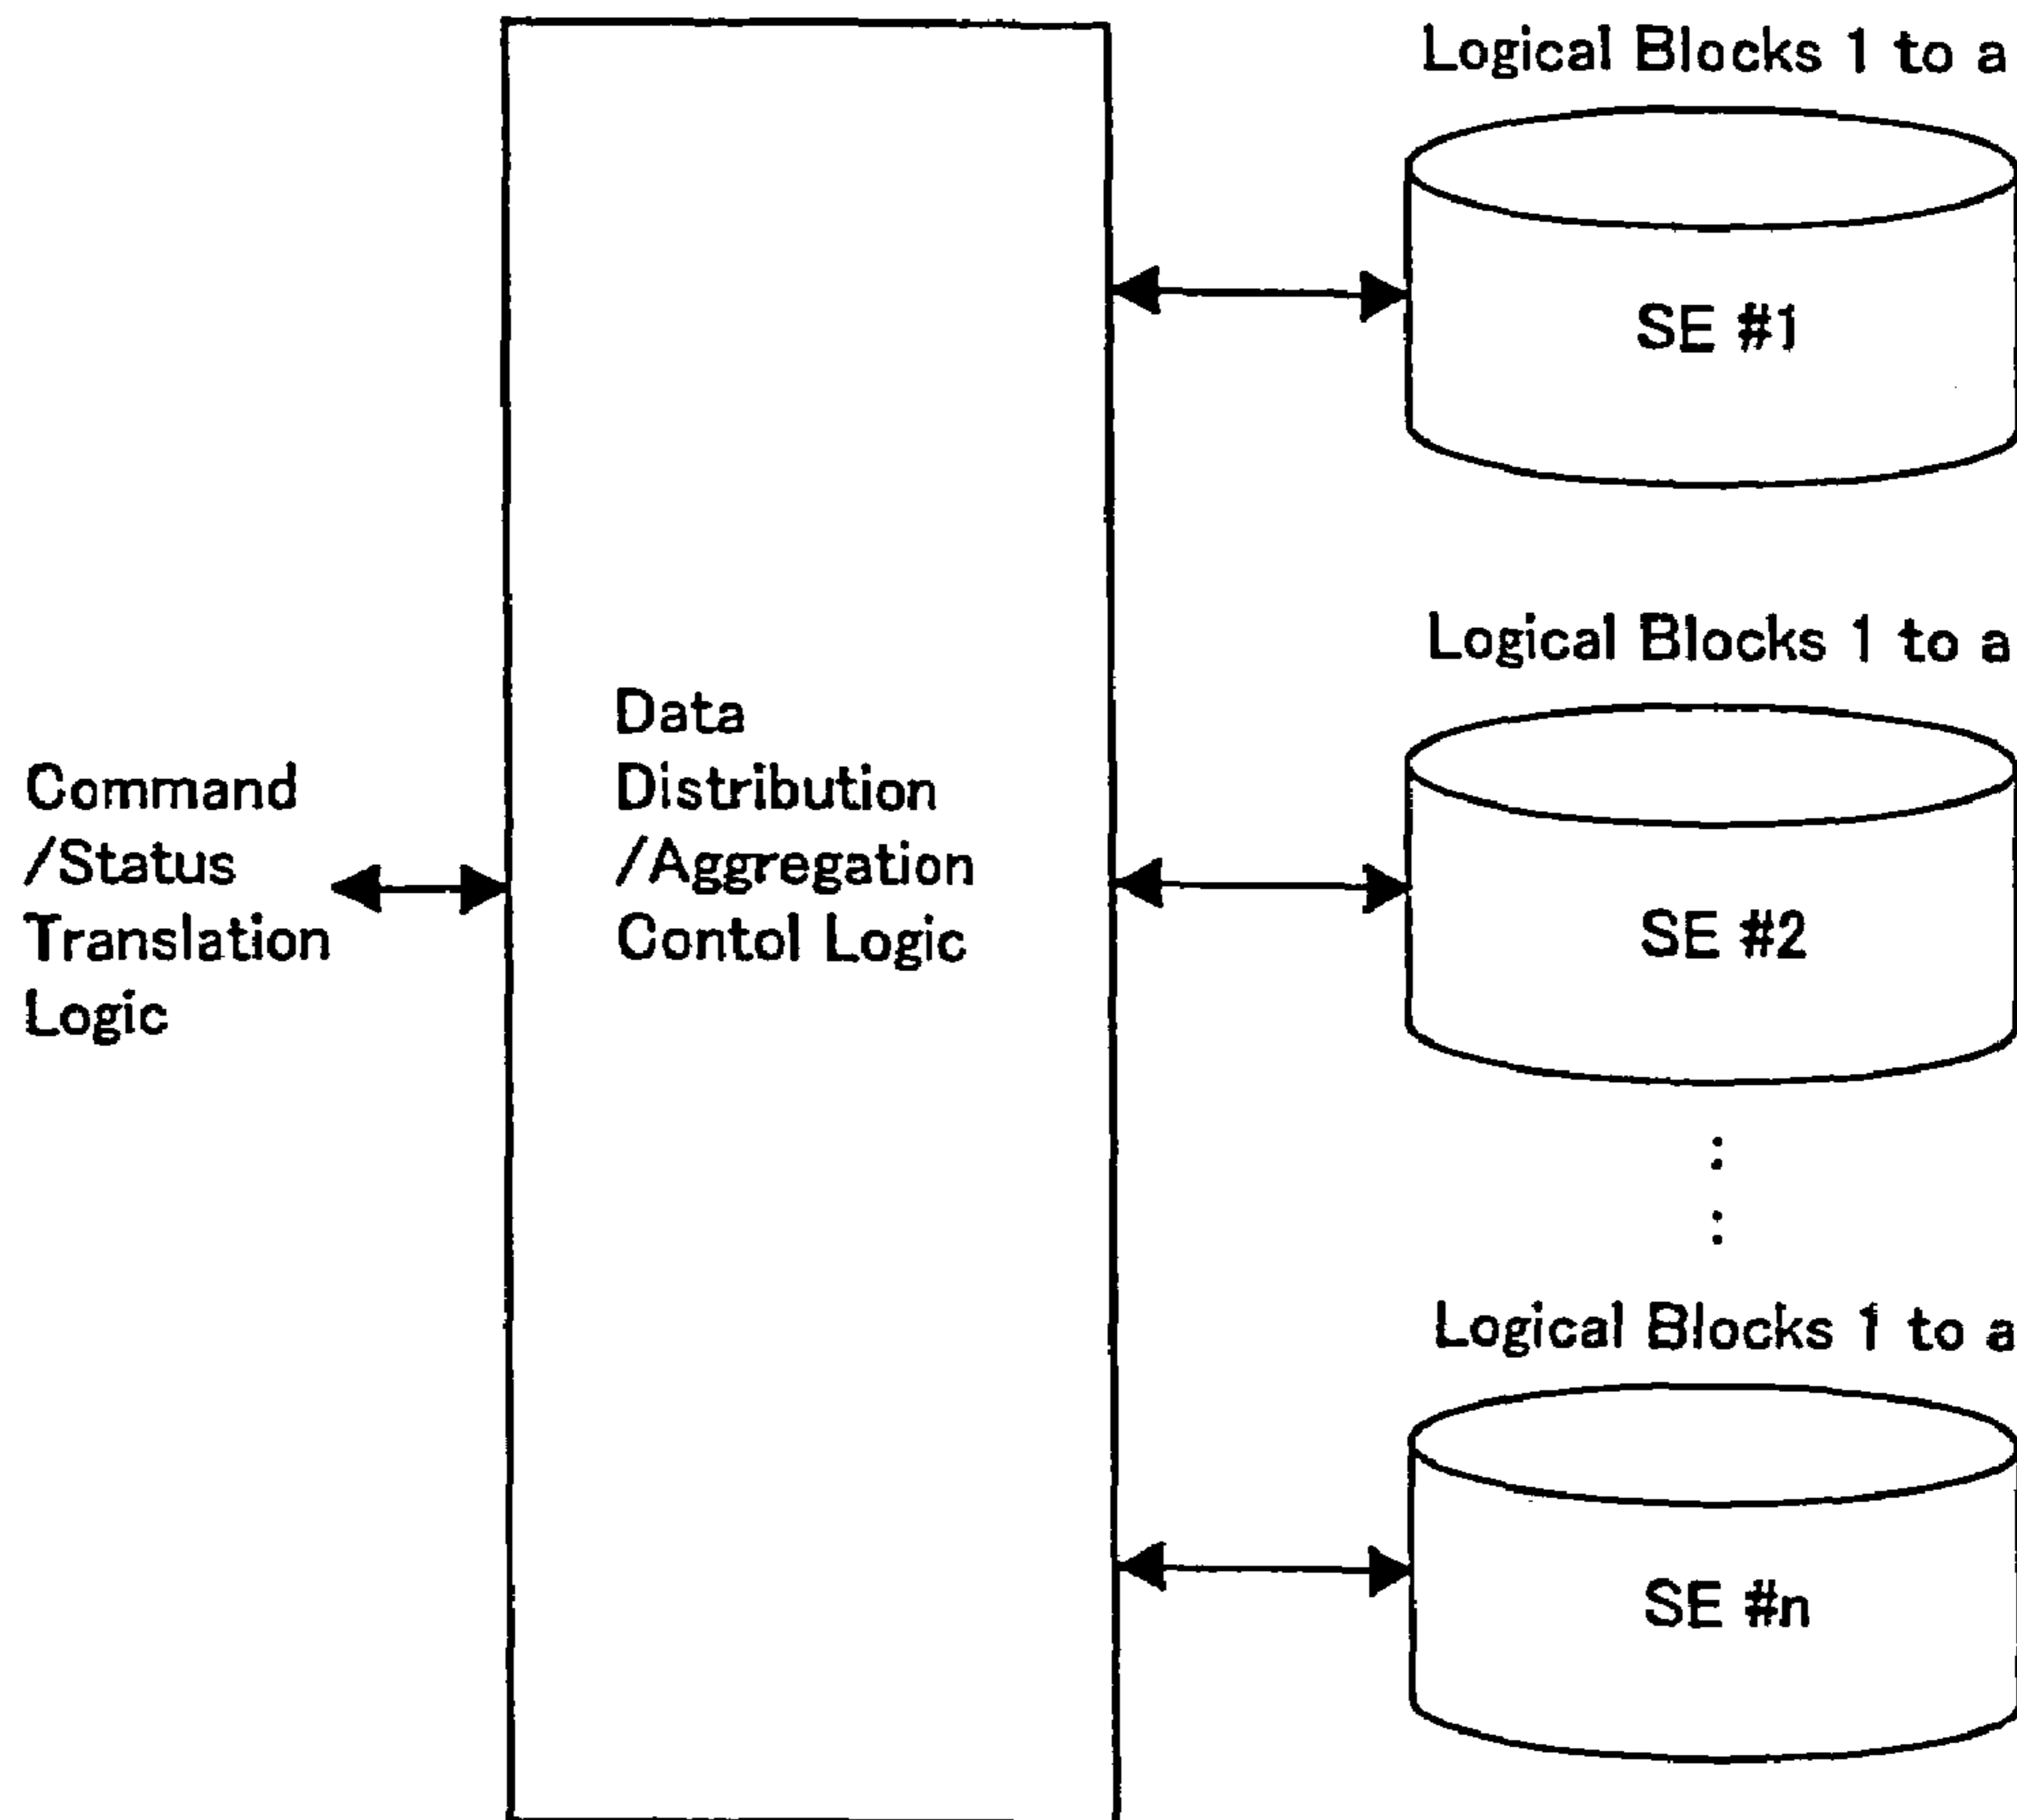 Logical Blocks 1 to a
SE #1
Logical Blocks 1 to a
SE #2
Command
/Status
Translation
Logic
Data
Distribution
/Aggregation
Contol Logic
Logical Blocks 1 to a
SE #n